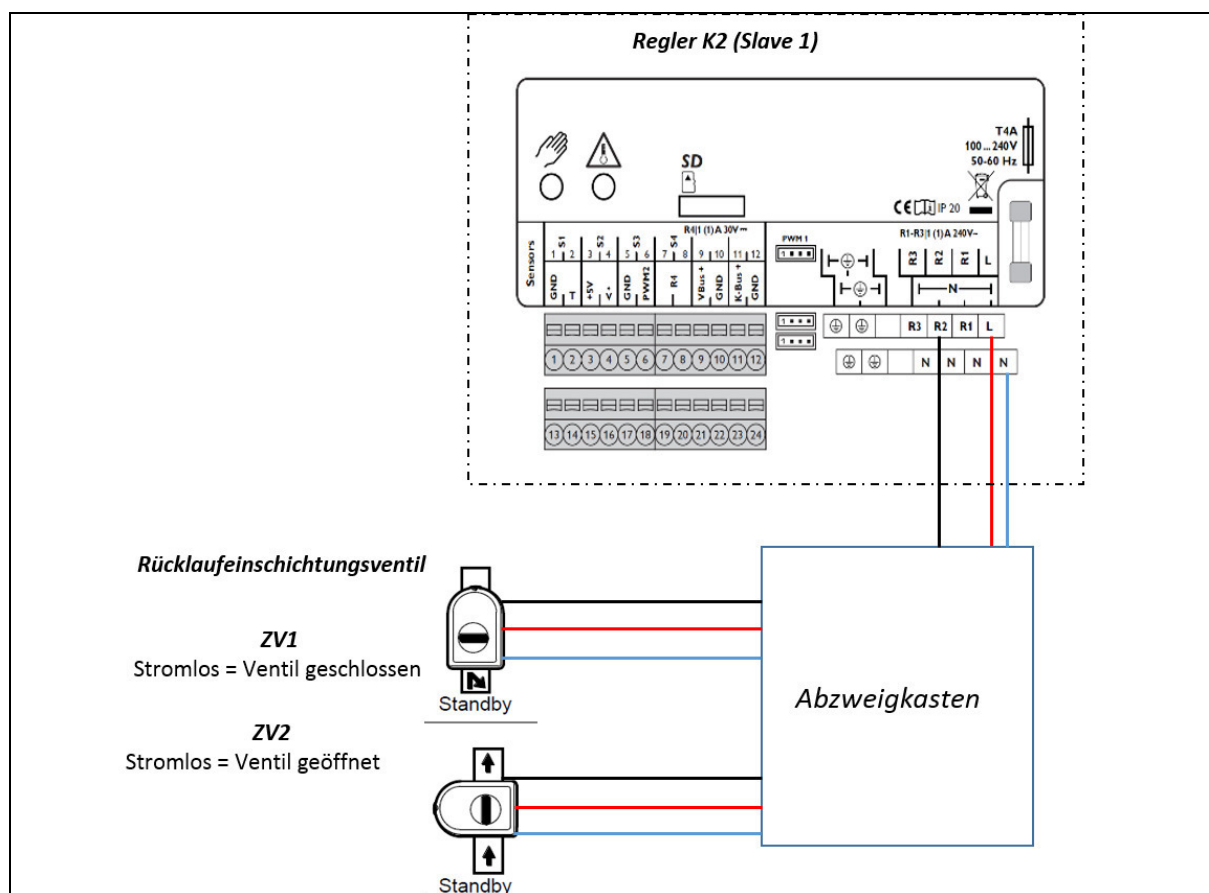 Regler K2 (Slave 1)
T4A
100 ... 240 V
50-60 Hz
SD
CE IP 20
R4|1 (1) A 30V
R1-R3|1 (1) A 240V~
Sensors
S1 S2 S3 S4
1 2 3 4 5 6 7 8 9 10 11 12
GND T +5V V GND PWM2 R4 VBus + GND K-Bus + GND
PWM 1
1
R3 R2 R1 L
N
1
1
R3 R2 R1 L
N N N N
1 2 3 4 5 6 7 8 9 10 11 12
13 14 15 16 17 18 19 20 21 22 23 24
Rücklaufeinschichtungsventil
ZV1
Stromlos = Ventil geschlossen
Standby
ZV2
Stromlos = Ventil geöffnet
Standby
Abzweigkasten